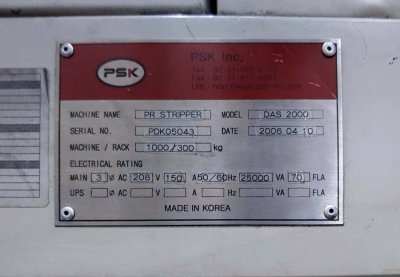 PSK
PSK Inc.
MACHINE NAME PR STRIPPER MODEL DAS 2000
SERIAL NO. PDK05043 DATE 2006 04 10
MACHINE / RACK 1000/300 kg
ELECTRICAL RATING
MAIN 3 ø AC 208 V 150 A 50/60Hz 25000 VA 70 FLA
UPS ø AC V A Hz VA FLA
MADE IN KOREA